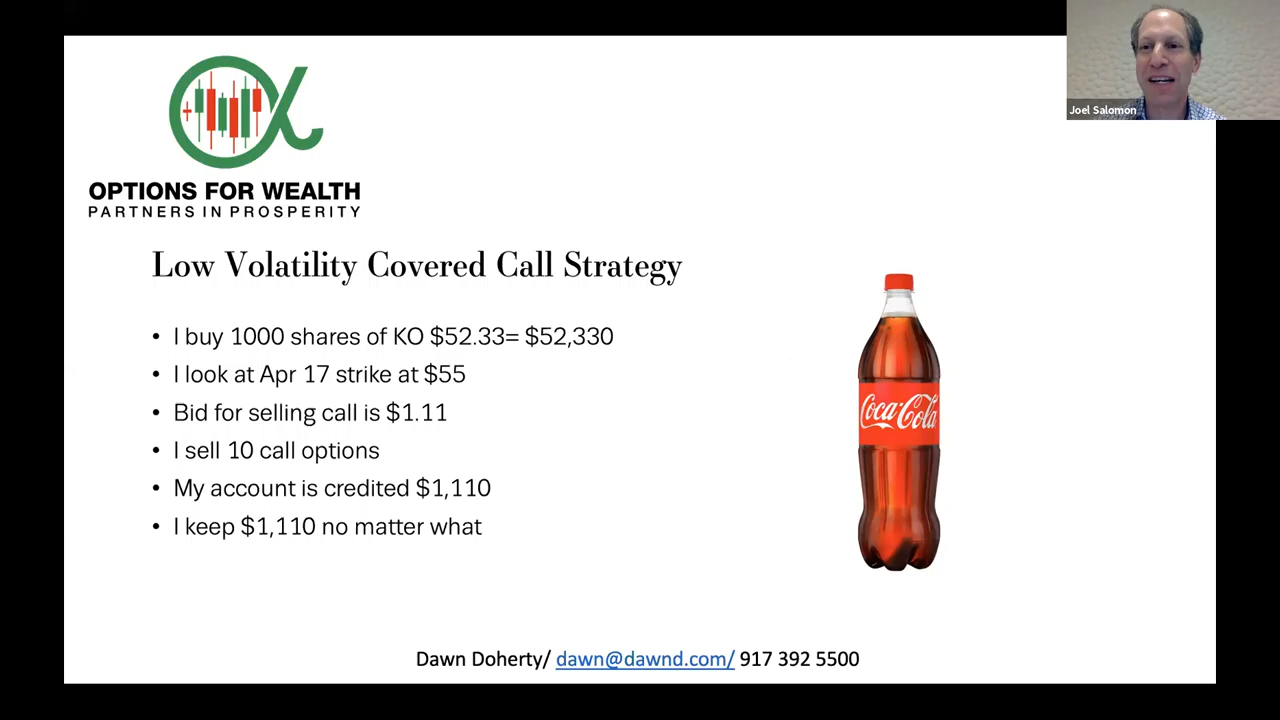 Joel Salomon
OPTIONS FOR WEALTH
PARTNERS IN PROSPERITY
Low Volatility Covered Call Strategy
• I buy 1000 shares of KO $52.33= $52,330
• I look at Apr 17 strike at $55
• Bid for selling call is $1.11
• I sell 10 call options
• My account is credited $1,110
• I keep $1,110 no matter what
Coca-Cola
Dawn Doherty/ dawn@dawnd.com/ 917 392 5500